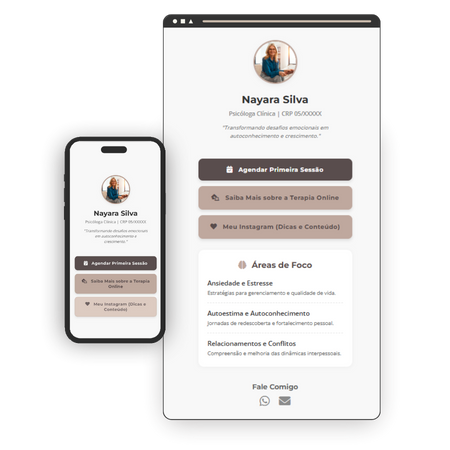 Nayara Silva
Psicóloga Clínica | CRP 05/XXXXX
"Transformando desafios emocionais em
autoconhecimento e crescimento."
Agendar Primeira Sessão
Saiba Mais sobre a Terapia Online
Meu Instagram (Dicas e Conteúdo)
Áreas de Foco
Ansiedade e Estresse
Estratégias para gerenciamento e qualidade de vida.
Autoestima e Autoconhecimento
Jornadas de redescoberta e fortalecimento pessoal.
Relacionamentos e Conflitos
Compreensão e melhoria das dinâmicas interpessoais.
Fale Comigo
Nayara Silva
Psicóloga Clínica | CRP 05/XXXXX
"Transformando desafios emocionais
em autoconhecimento e
crescimento."
Agendar Primeira Sessão
Saiba Mais sobre a Terapia
Online
Meu Instagram (Dicas e
Conteúdo)